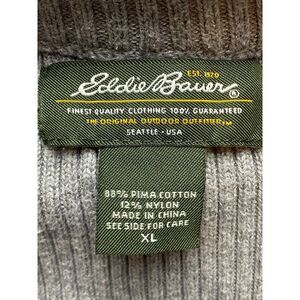 EST. 1920
Eddie Bauer®
FINEST QUALITY CLOTHING 100% GUARANTEED
THE ORIGINAL OUTDOOR OUTFITTER™
SEATTLE · USA
88% PIMA COTTON
12% NYLON
MADE IN CHINA
SEE SIDE FOR CARE
XL